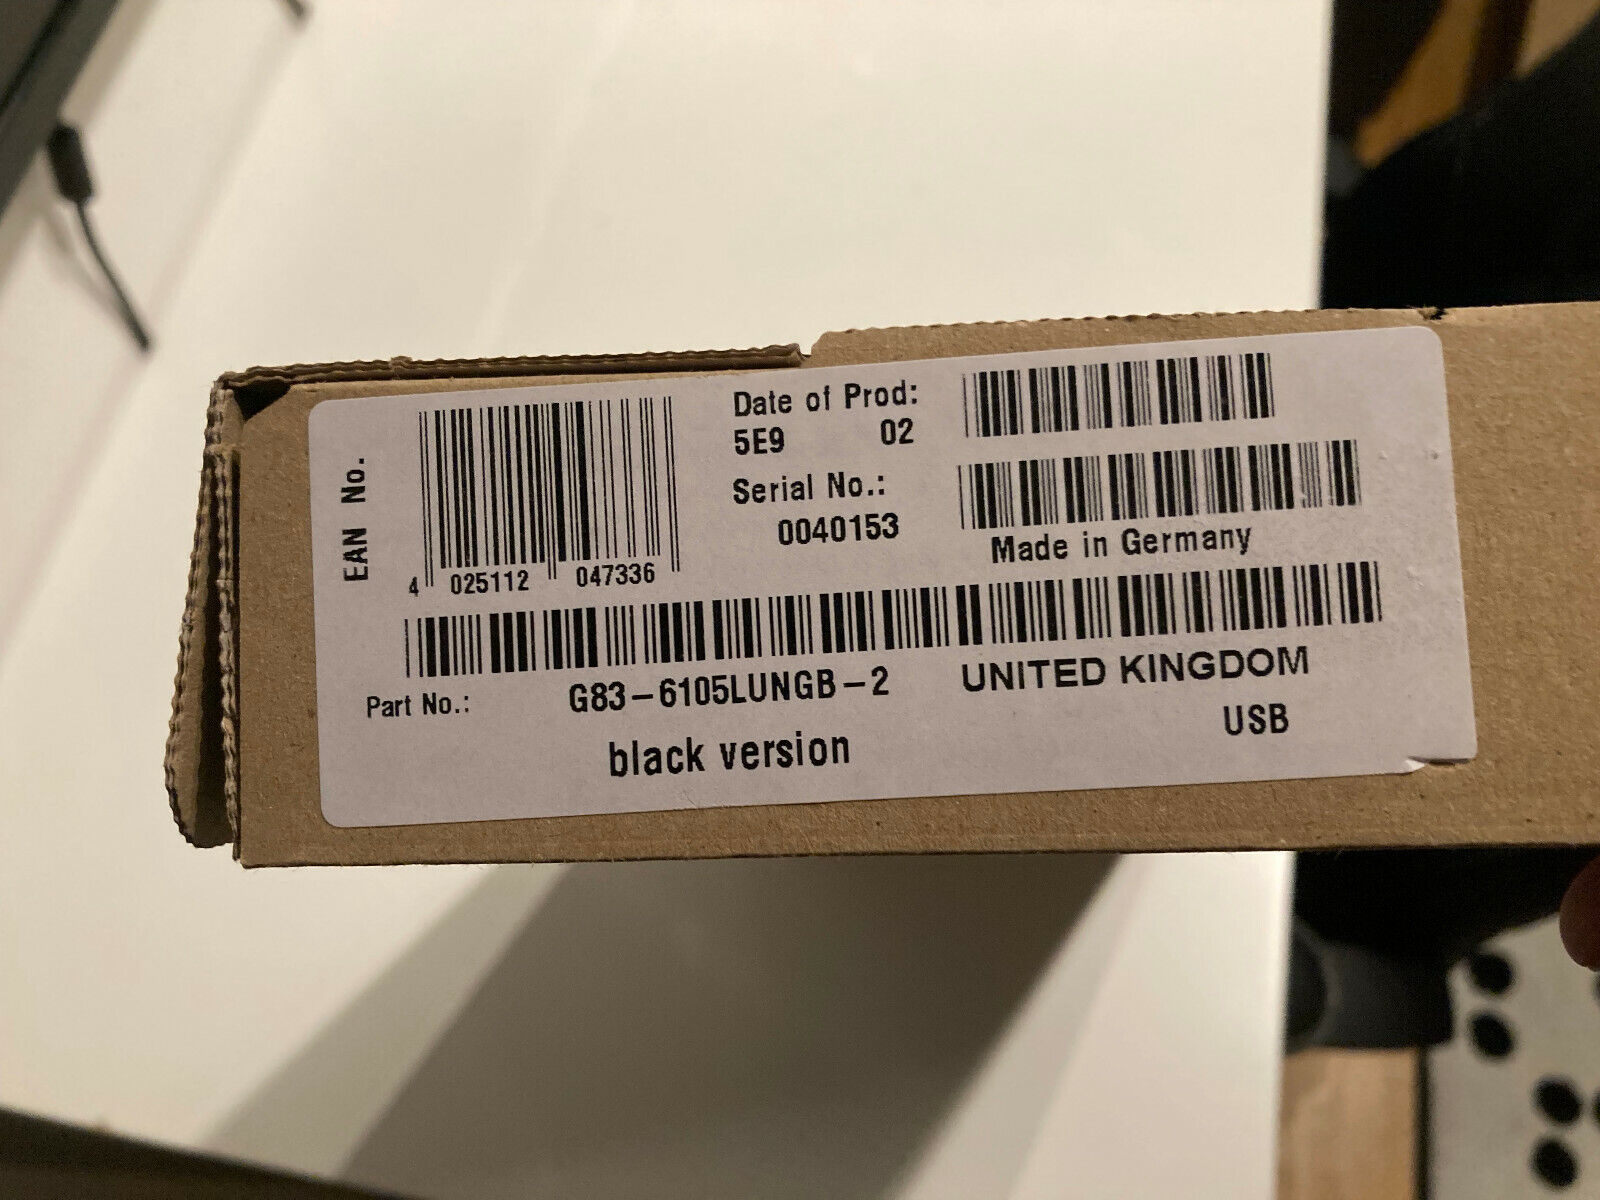 EAN No.
4 025112 047336
Date of Prod:
5E9 02
Serial No.:
0040153
Made in Germany
Part No.: G83-6105LUNGB-2 UNITED KINGDOM
black version USB